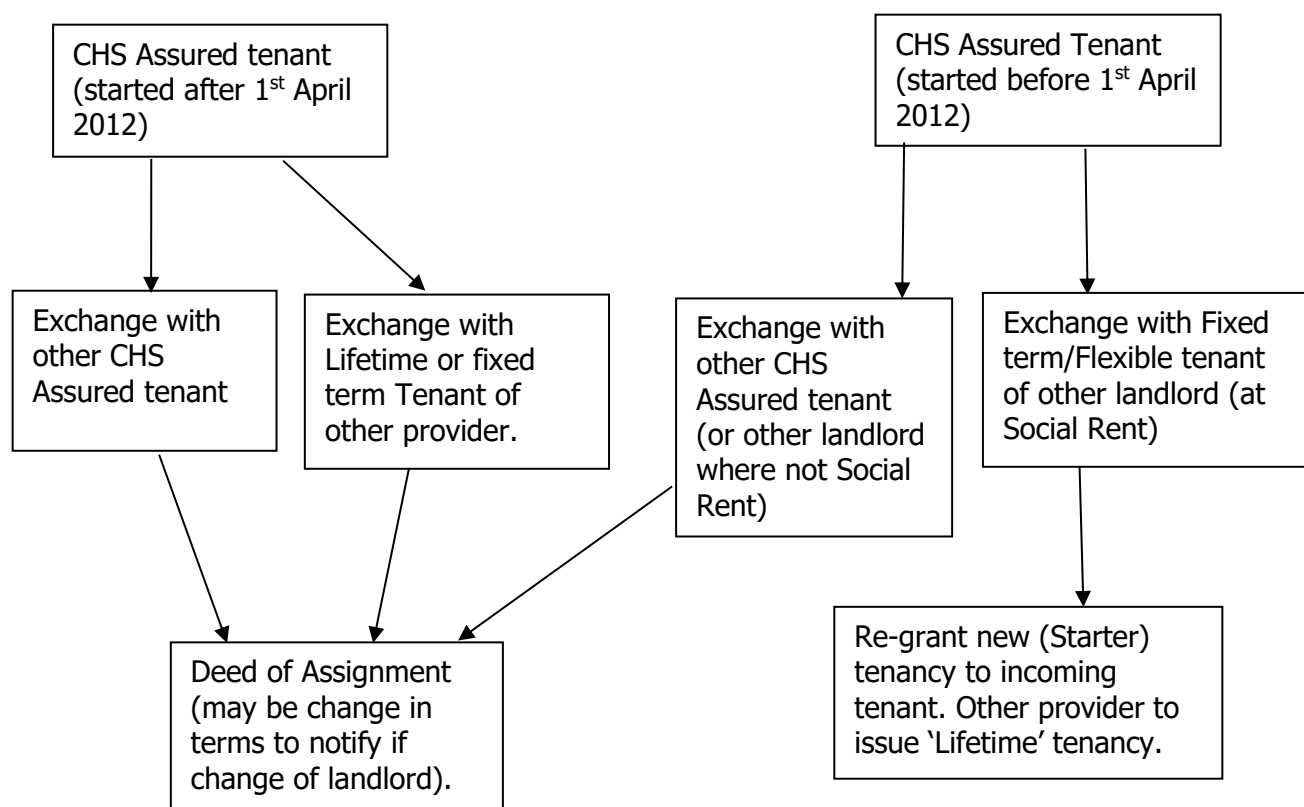 CHS Assured tenant
(started after 1st April
2012)
CHS Assured Tenant
(started before 1st April
2012)
Exchange with
other CHS
Assured tenant
Exchange with
Lifetime or fixed
term Tenant of
other provider.
Exchange with
other CHS
Assured tenant
(or other landlord
where not Social
Rent)
Exchange with Fixed
term/Flexible tenant
of other landlord (at
Social Rent)
Deed of Assignment
(may be change in
terms to notify if
change of landlord).
Re-grant new (Starter)
tenancy to incoming
tenant. Other provider to
issue ‘Lifetime’ tenancy.